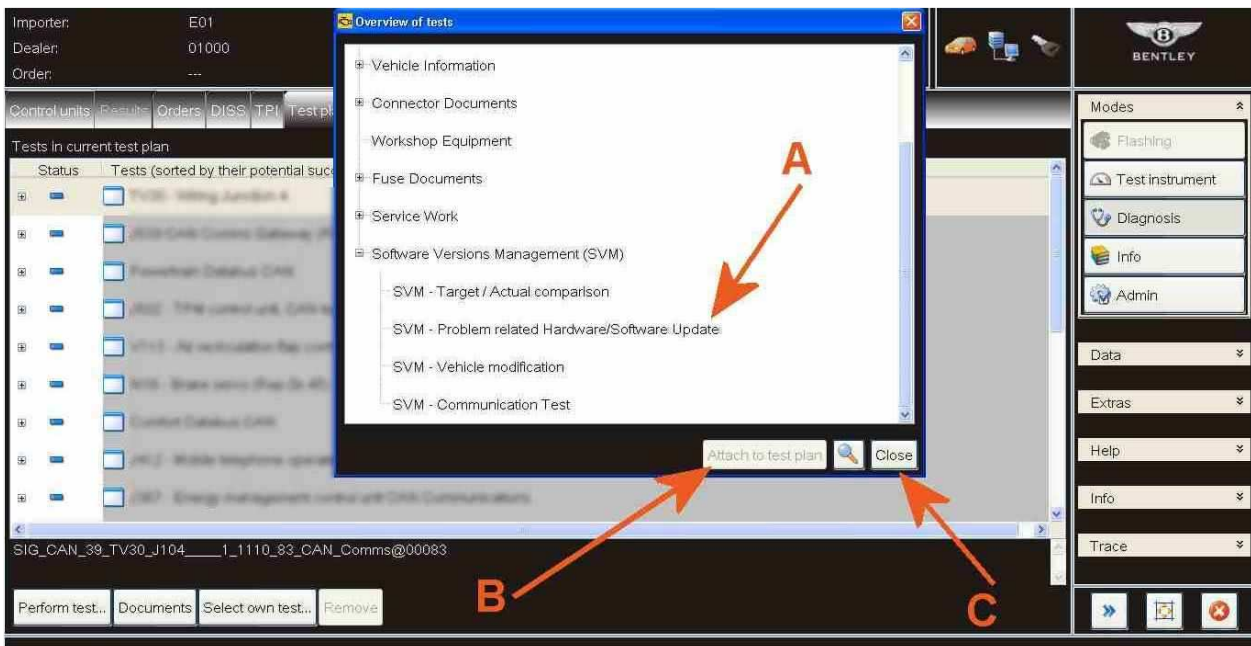 Importer: E01
Dealer: 01000
Order: ---
Overview of tests
BENTLEY
Control units Results Orders DISS TPI Test pl
Tests in current test plan
Status Tests (sorted by their potential succ
Vehicle Information
Connector Documents
Workshop Equipment
Fuse Documents
Service Work
Software Versions Management (SVM)
SVM - Target / Actual comparison
SVM - Problem related Hardware/Software Update
SVM - Vehicle modification
SVM - Communication Test
Attach to test plan Close
A
B
C
SIG_CAN_39_TV30_J104____1_1110_83_CAN_Comms@00083
Perform test... Documents Select own test... Remove
Modes
Flashing
Test instrument
Diagnosis
Info
Admin
Data
Extras
Help
Info
Trace